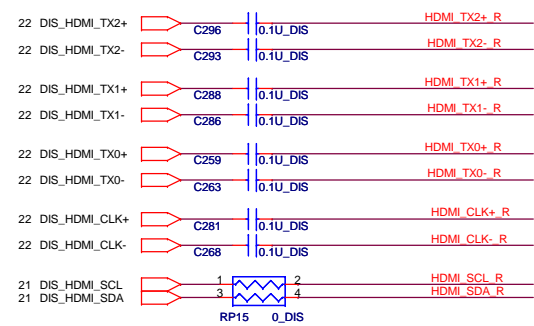 22 DIS_HDMI_TX2+ C296 0.1U_DIS HDMI_TX2+_R
22 DIS_HDMI_TX2- C293 0.1U_DIS HDMI_TX2-_R
22 DIS_HDMI_TX1+ C288 0.1U_DIS HDMI_TX1+_R
22 DIS_HDMI_TX1- C286 0.1U_DIS HDMI_TX1-_R
22 DIS_HDMI_TX0+ C259 0.1U_DIS HDMI_TX0+_R
22 DIS_HDMI_TX0- C263 0.1U_DIS HDMI_TX0-_R
22 DIS_HDMI_CLK+ C281 0.1U_DIS HDMI_CLK+_R
22 DIS_HDMI_CLK- C268 0.1U_DIS HDMI_CLK-_R
21 DIS_HDMI_SCL 1 2 HDMI_SCL_R
21 DIS_HDMI_SDA 3 4 HDMI_SDA_R
RP15 0_DIS